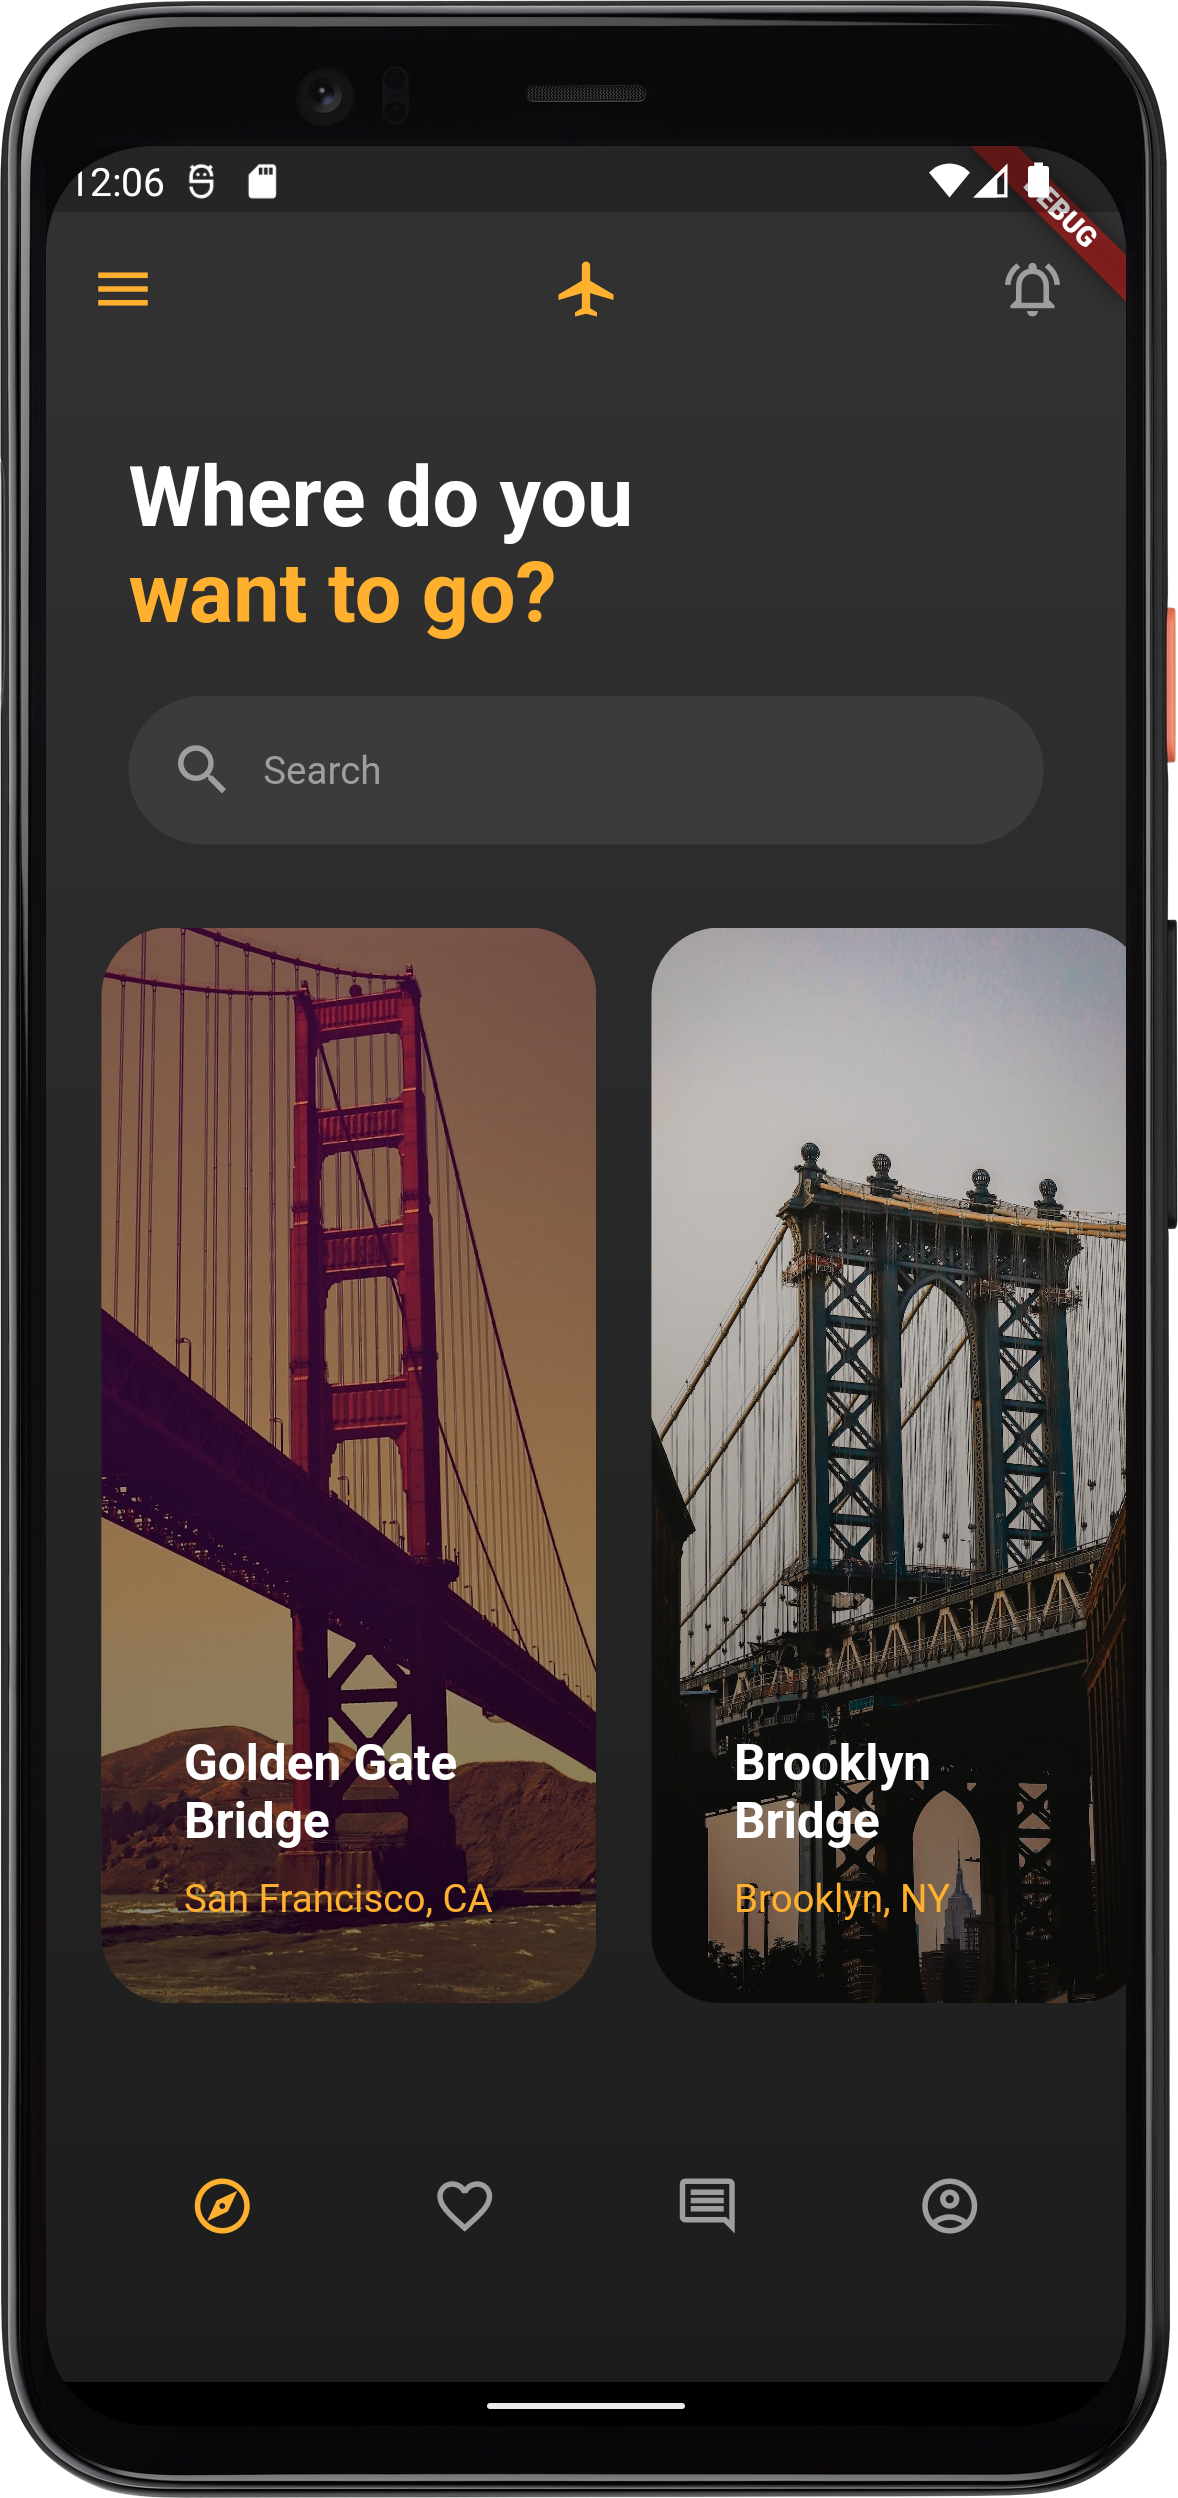 12:06
DEBUG
Where do you
want to go?
Search
Golden Gate
Bridge
San Francisco, CA
Brooklyn
Bridge
Brooklyn, NY